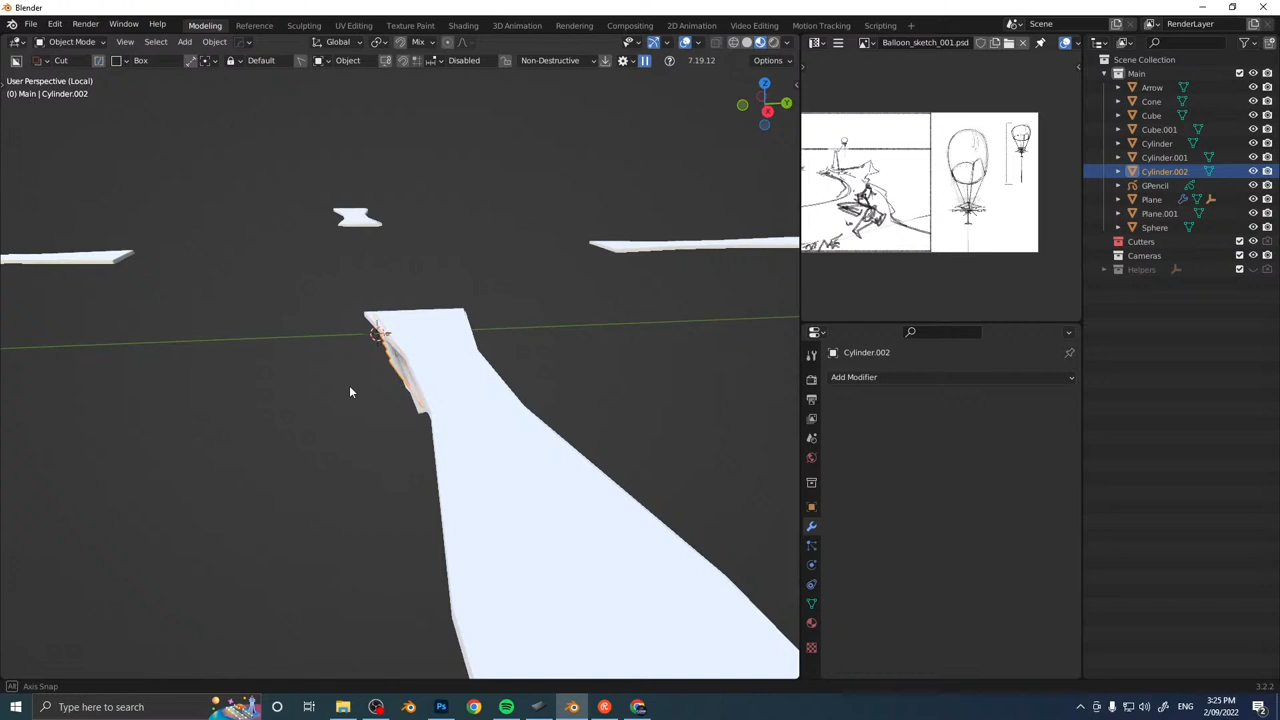 Blender
File Edit Render Window Help Modeling Reference Sculpting UV Editing Texture Paint Shading 3D Animation Rendering Compositing 2D Animation Video Editing Motion Tracking Scripting + Scene RenderLayer
Object Mode View Select Add Object Global Mix Balloon_sketch_001.psd
Cut Box Default Object Disabled Non-Destructive 7.19.12 Options
User Perspective (Local)
(0) Main | Cylinder.002
Z
Y
X
Scene Collection
Main
Arrow
Cone
Cube
Cube.001
Cylinder
Cylinder.001
Cylinder.002
GPencil
Plane
Plane.001
Sphere
Cutters
Cameras
Helpers
Cylinder.002
Add Modifier
Alt Axis Snap 3.2.2
Type here to search
ENG
3:25 PM
2/09/2022